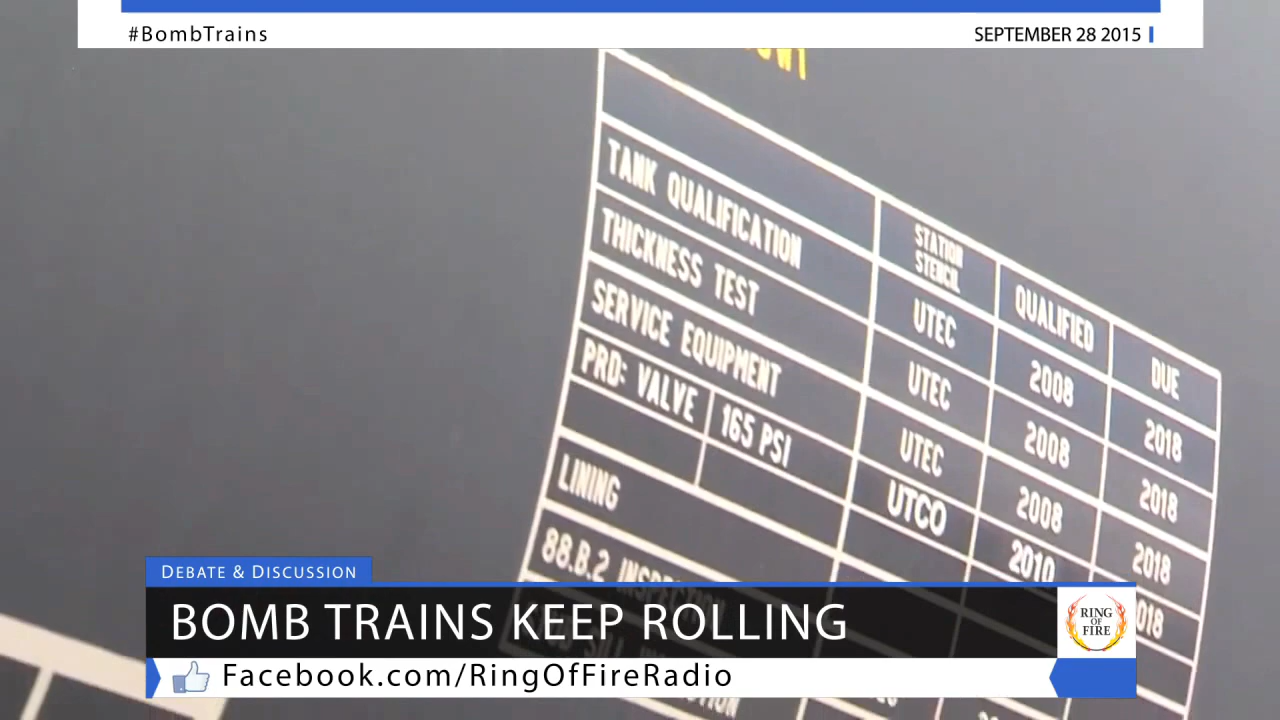 #BombTrains
SEPTEMBER 28 2015
STATION STENCIL QUALIFIED DUE
TANK QUALIFICATION UTEC 2008 2018
THICKNESS TEST UTEC 2008 2018
SERVICE EQUIPMENT UTEC 2008 2018
PRD: VALVE 165 PSI UTCO 2010
LINING
88.B.2
DEBATE & DISCUSSION
BOMB TRAINS KEEP ROLLING
RING
OF
FIRE
Facebook.com/RingOfFireRadio